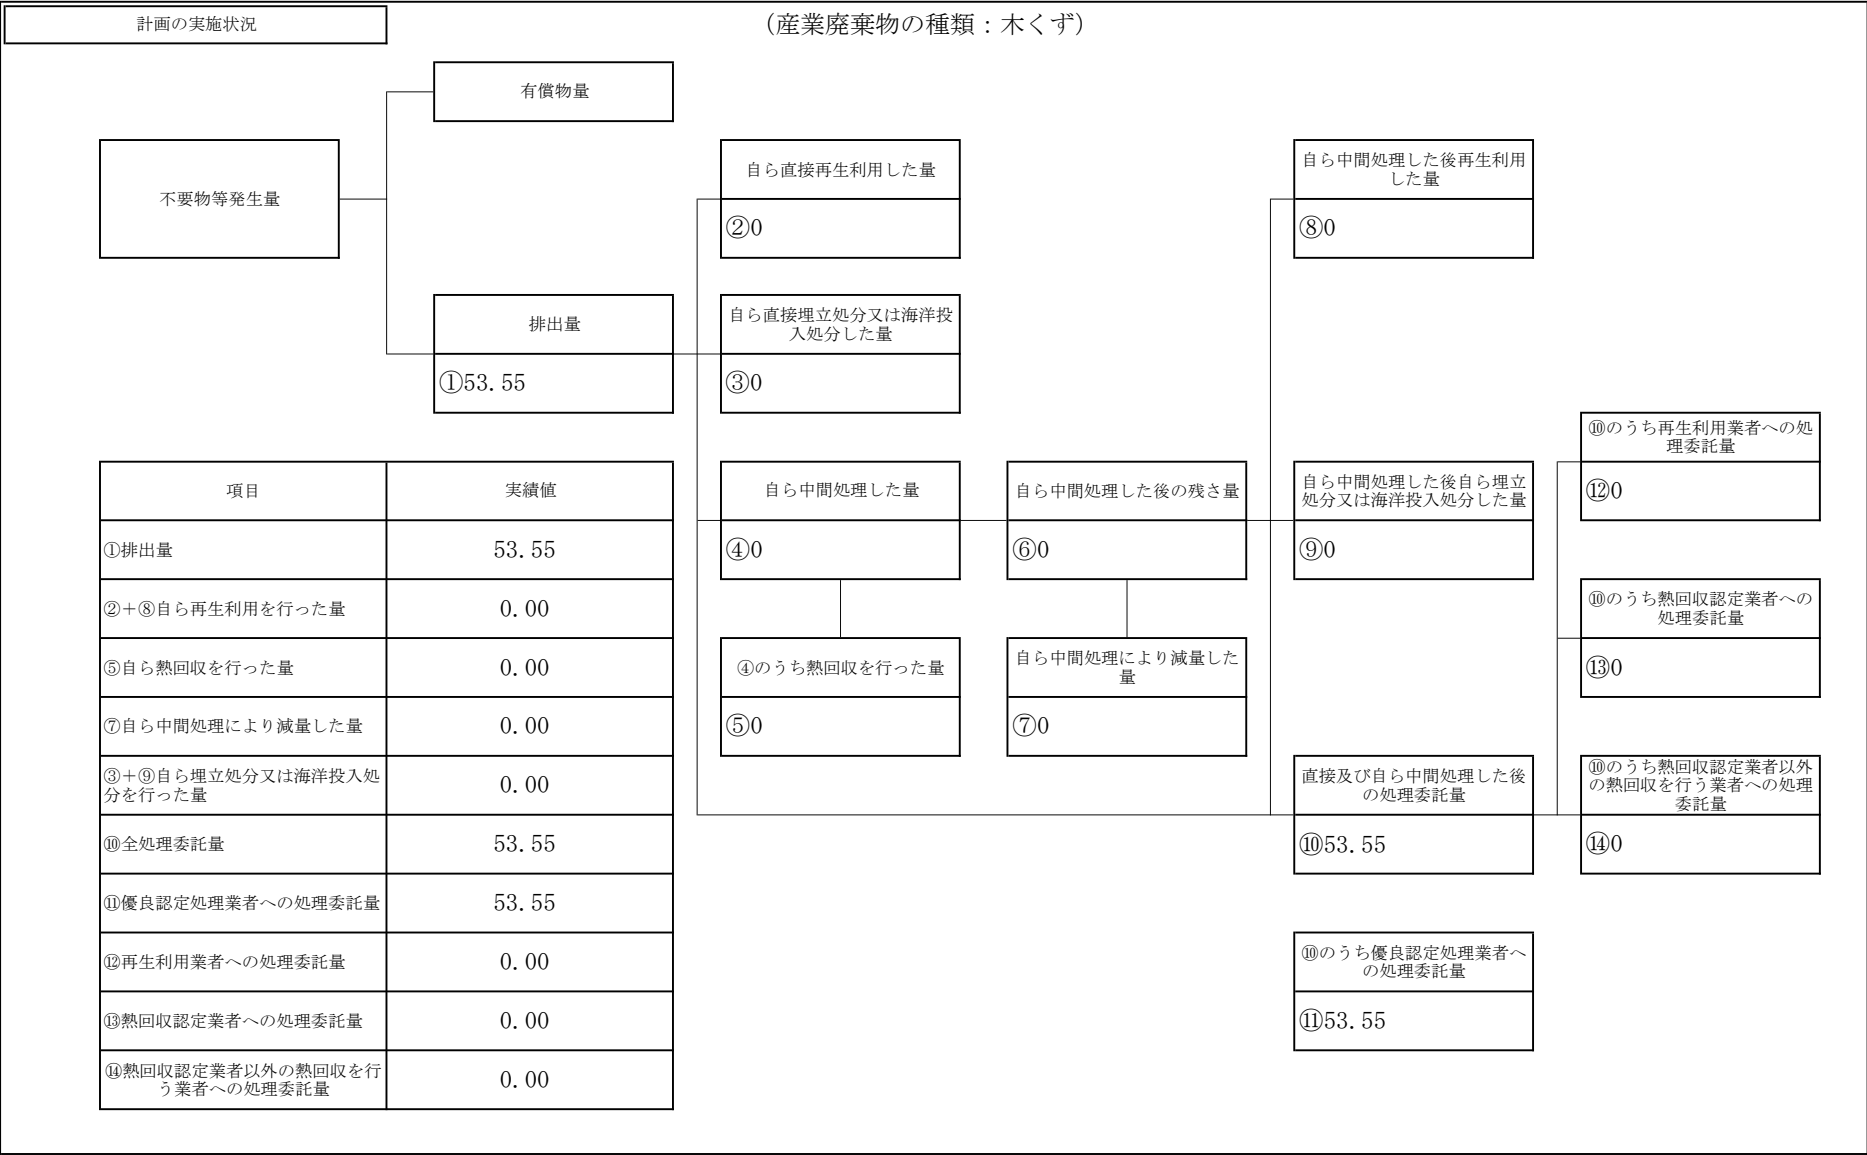 計画の実施状況
（産業廃棄物の種類：木くず）
有償物量
不要物等発生量
自ら直接再生利用した量
②0
自ら中間処理した後再生利用
した量
⑧0
排出量
①53.55
自ら直接埋立処分又は海洋投
入処分した量
③0
項目
実績値
①排出量
53.55
②＋⑧自ら再生利用を行った量
0.00
⑤自ら熱回収を行った量
0.00
⑦自ら中間処理により減量した量
0.00
③＋⑨自ら埋立処分又は海洋投入処
分を行った量
0.00
⑩全処理委託量
53.55
⑪優良認定処理業者への処理委託量
53.55
⑫再生利用業者への処理委託量
0.00
⑬熱回収認定業者への処理委託量
0.00
⑭熱回収認定業者以外の熱回収を行
う業者への処理委託量
0.00
自ら中間処理した量
④0
④のうち熱回収を行った量
⑤0
自ら中間処理した後の残さ量
⑥0
自ら中間処理により減量した
量
⑦0
自ら中間処理した後自ら埋立
処分又は海洋投入処分した量
⑨0
直接及び自ら中間処理した後
の処理委託量
⑩53.55
⑩のうち優良認定処理業者へ
の処理委託量
⑪53.55
⑩のうち再生利用業者への処
理委託量
⑫0
⑩のうち熱回収認定業者への
処理委託量
⑬0
⑩のうち熱回収認定業者以外
の熱回収を行う業者への処理
委託量
⑭0